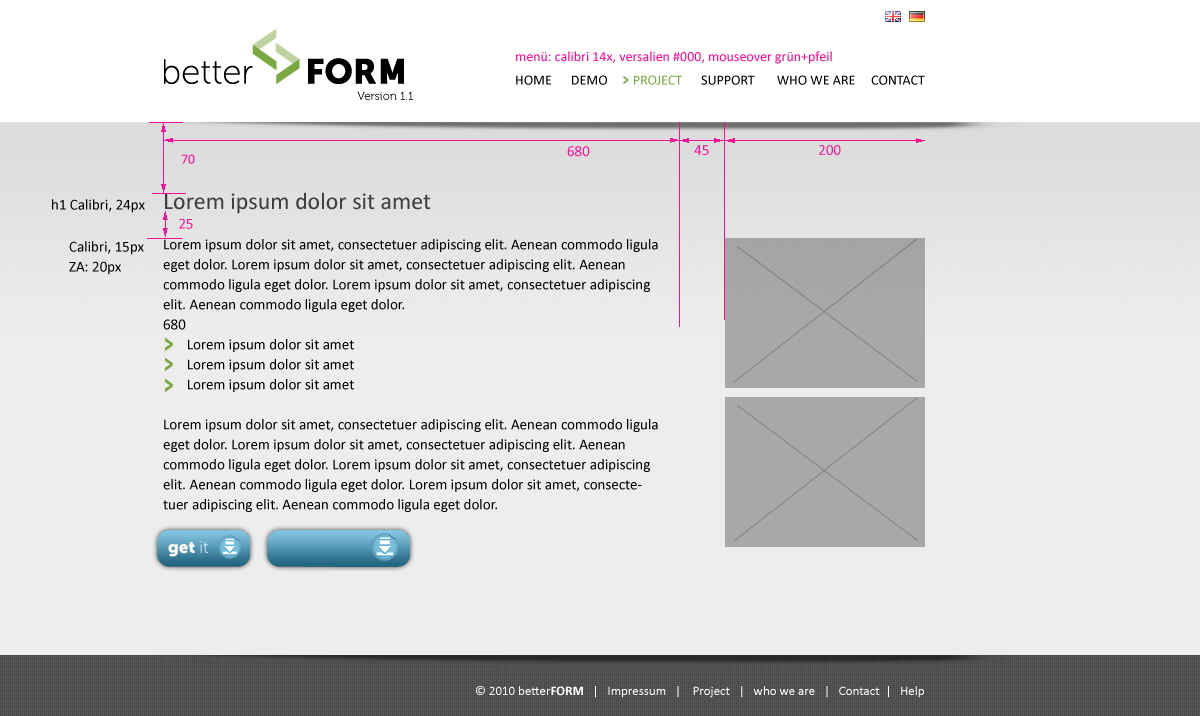 better FORM
Version 1.1
menü: calibri 14x, versalien #000, mouseover grün+pfeil
HOME DEMO > PROJECT SUPPORT WHO WE ARE CONTACT
680 45 200
70
h1 Calibri, 24px
Lorem ipsum dolor sit amet
25
Calibri, 15px
ZA: 20px
Lorem ipsum dolor sit amet, consectetuer adipiscing elit. Aenean commodo ligula
eget dolor. Lorem ipsum dolor sit amet, consectetuer adipiscing elit. Aenean
commodo ligula eget dolor. Lorem ipsum dolor sit amet, consectetuer adipiscing
elit. Aenean commodo ligula eget dolor.
680
> Lorem ipsum dolor sit amet
> Lorem ipsum dolor sit amet
> Lorem ipsum dolor sit amet
Lorem ipsum dolor sit amet, consectetuer adipiscing elit. Aenean commodo ligula
eget dolor. Lorem ipsum dolor sit amet, consectetuer adipiscing elit. Aenean
commodo ligula eget dolor. Lorem ipsum dolor sit amet, consectetuer adipiscing
elit. Aenean commodo ligula eget dolor. Lorem ipsum dolor sit amet, consecte-
tuer adipiscing elit. Aenean commodo ligula eget dolor.
get it
© 2010 betterFORM | Impressum | Project | who we are | Contact | Help